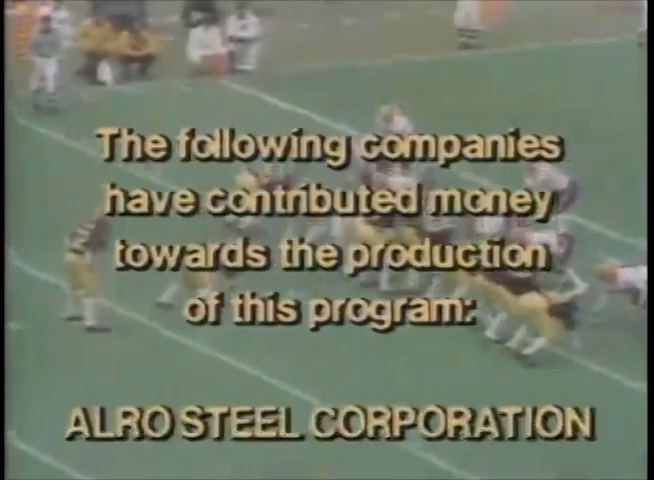 The following companies
have contributed money
towards the production
of this program:
ALRO STEEL CORPORATION